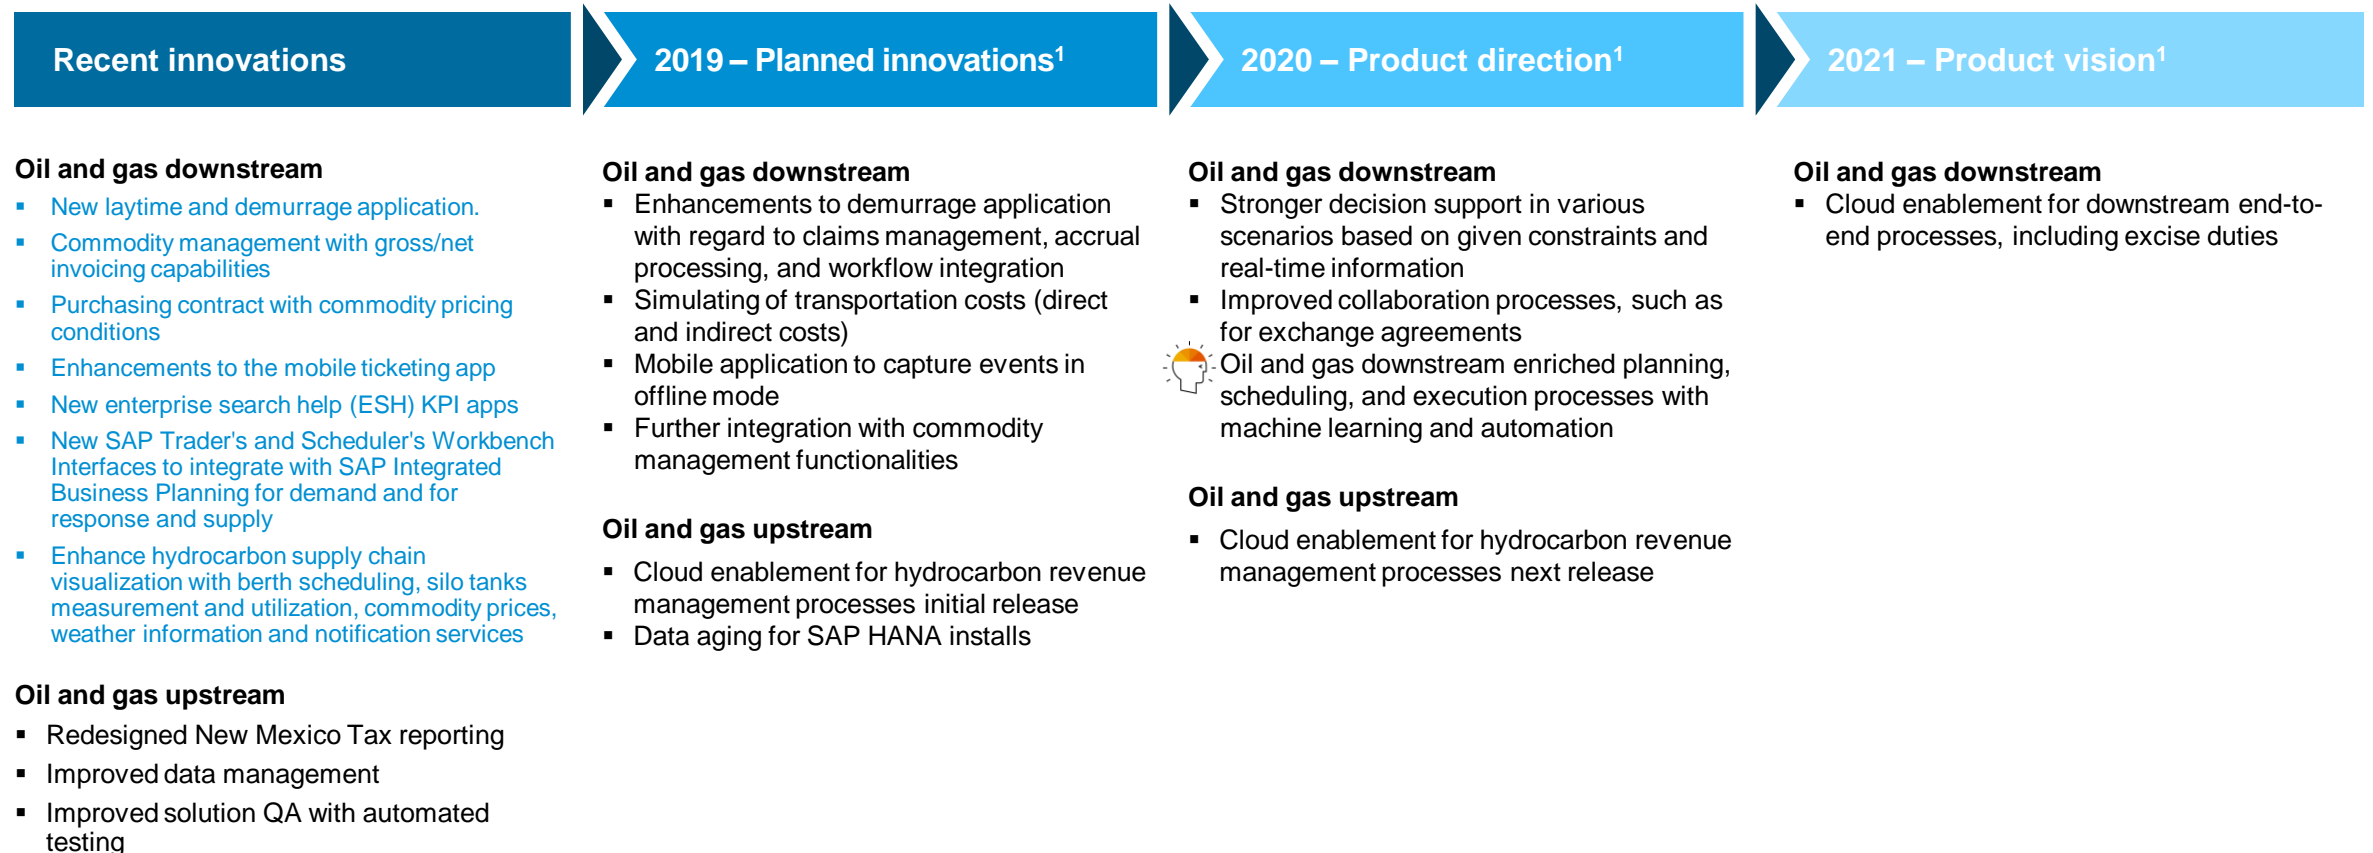 Recent innovations
2019 – Planned innovations¹
2020 – Product direction¹
2021 – Product vision¹
Oil and gas downstream
▪ New laytime and demurrage application.
▪ Commodity management with gross/net
invoicing capabilities
▪ Purchasing contract with commodity pricing
conditions
▪ Enhancements to the mobile ticketing app
▪ New enterprise search help (ESH) KPI apps
▪ New SAP Trader's and Scheduler's Workbench
Interfaces to integrate with SAP Integrated
Business Planning for demand and for
response and supply
▪ Enhance hydrocarbon supply chain
visualization with berth scheduling, silo tanks
measurement and utilization, commodity prices,
weather information and notification services
Oil and gas upstream
▪ Redesigned New Mexico Tax reporting
▪ Improved data management
▪ Improved solution QA with automated
testing
Oil and gas downstream
▪ Enhancements to demurrage application
with regard to claims management, accrual
processing, and workflow integration
▪ Simulating of transportation costs (direct
and indirect costs)
▪ Mobile application to capture events in
offline mode
▪ Further integration with commodity
management functionalities
Oil and gas upstream
▪ Cloud enablement for hydrocarbon revenue
management processes initial release
▪ Data aging for SAP HANA installs
Oil and gas downstream
▪ Stronger decision support in various
scenarios based on given constraints and
real-time information
▪ Improved collaboration processes, such as
for exchange agreements
Oil and gas downstream enriched planning,
scheduling, and execution processes with
machine learning and automation
Oil and gas upstream
▪ Cloud enablement for hydrocarbon revenue
management processes next release
Oil and gas downstream
▪ Cloud enablement for downstream end-to-
end processes, including excise duties